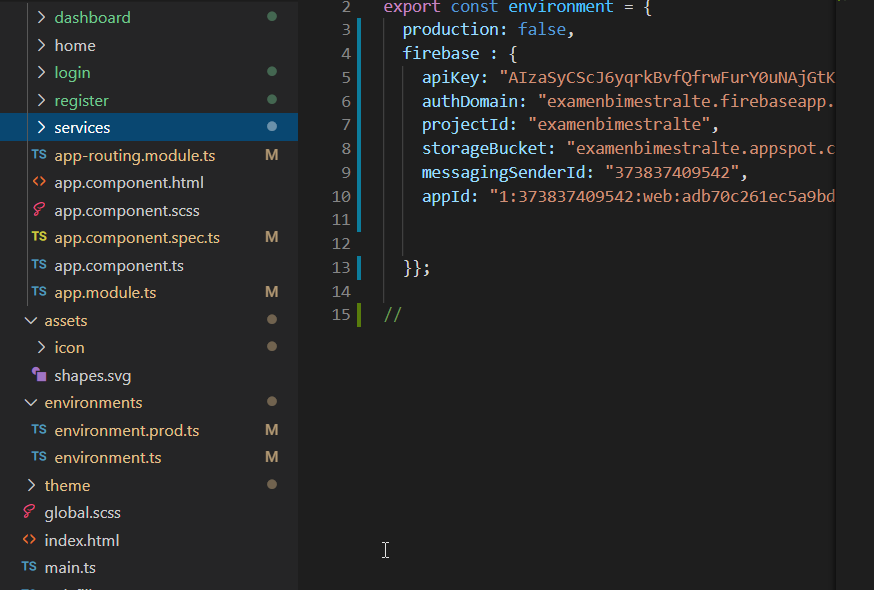 dashboard
home
login
register
services
TS app-routing.module.ts M
<> app.component.html
app.component.scss
TS app.component.spec.ts M
TS app.component.ts
TS app.module.ts M
assets
icon
shapes.svg
environments
TS environment.prod.ts M
TS environment.ts M
theme
global.scss
<> index.html
TS main.ts
2 export const environment = {
3 production: false,
4 firebase : {
5 apiKey: "AIzaSyCScJ6yqrkBvfQfrwFurY0uNAjGtK
6 authDomain: "examenbimestralte.firebaseapp.
7 projectId: "examenbimestralte",
8 storageBucket: "examenbimestralte.appspot.c
9 messagingSenderId: "373837409542",
10 appId: "1:373837409542:web:adb70c261ec5a9bd
11
12
13 }};
14
15 //